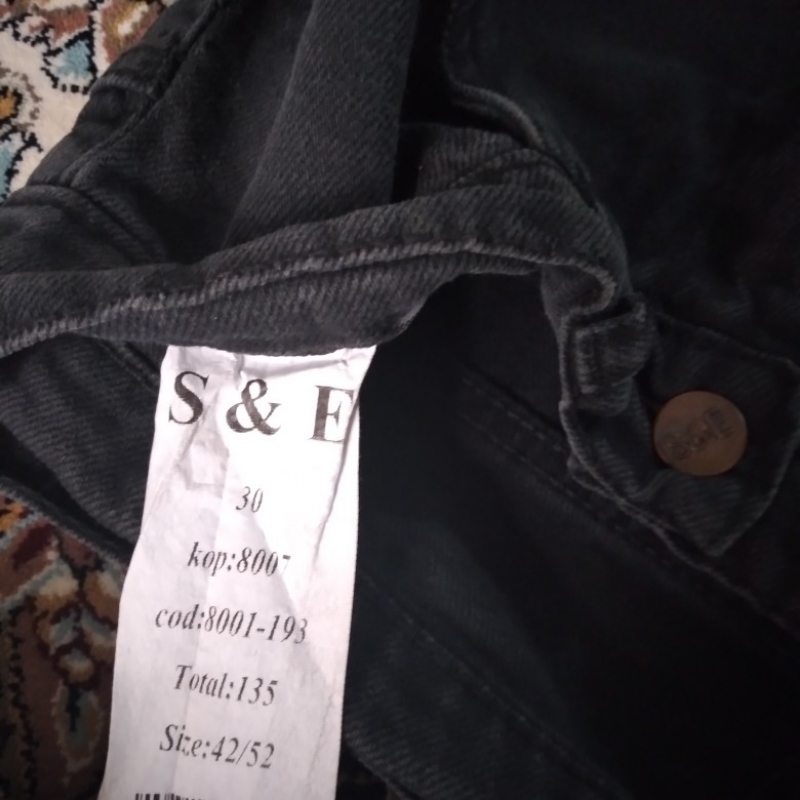 S & E
30
kop:8007
cod:8001-193
Total:135
Size:42/52
S&E